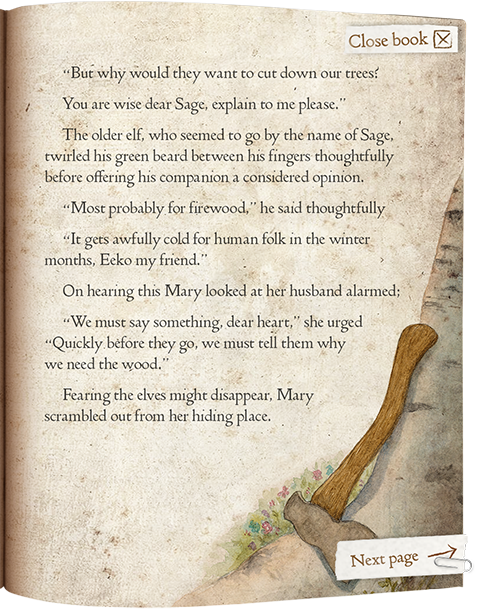 Close book
“But why would they want to cut down our trees?
You are wise dear Sage, explain to me please.”
The older elf, who seemed to go by the name of Sage,
twirled his green beard between his fingers thoughtfully
before offering his companion a considered opinion.
“Most probably for firewood,” he said thoughtfully
“It gets awfully cold for human folk in the winter
months, Eeko my friend.”
On hearing this Mary looked at her husband alarmed;
“We must say something, dear heart,” she urged
“Quickly before they go, we must tell them why
we need the wood.”
Fearing the elves might disappear, Mary
scrambled out from her hiding place.
Next page